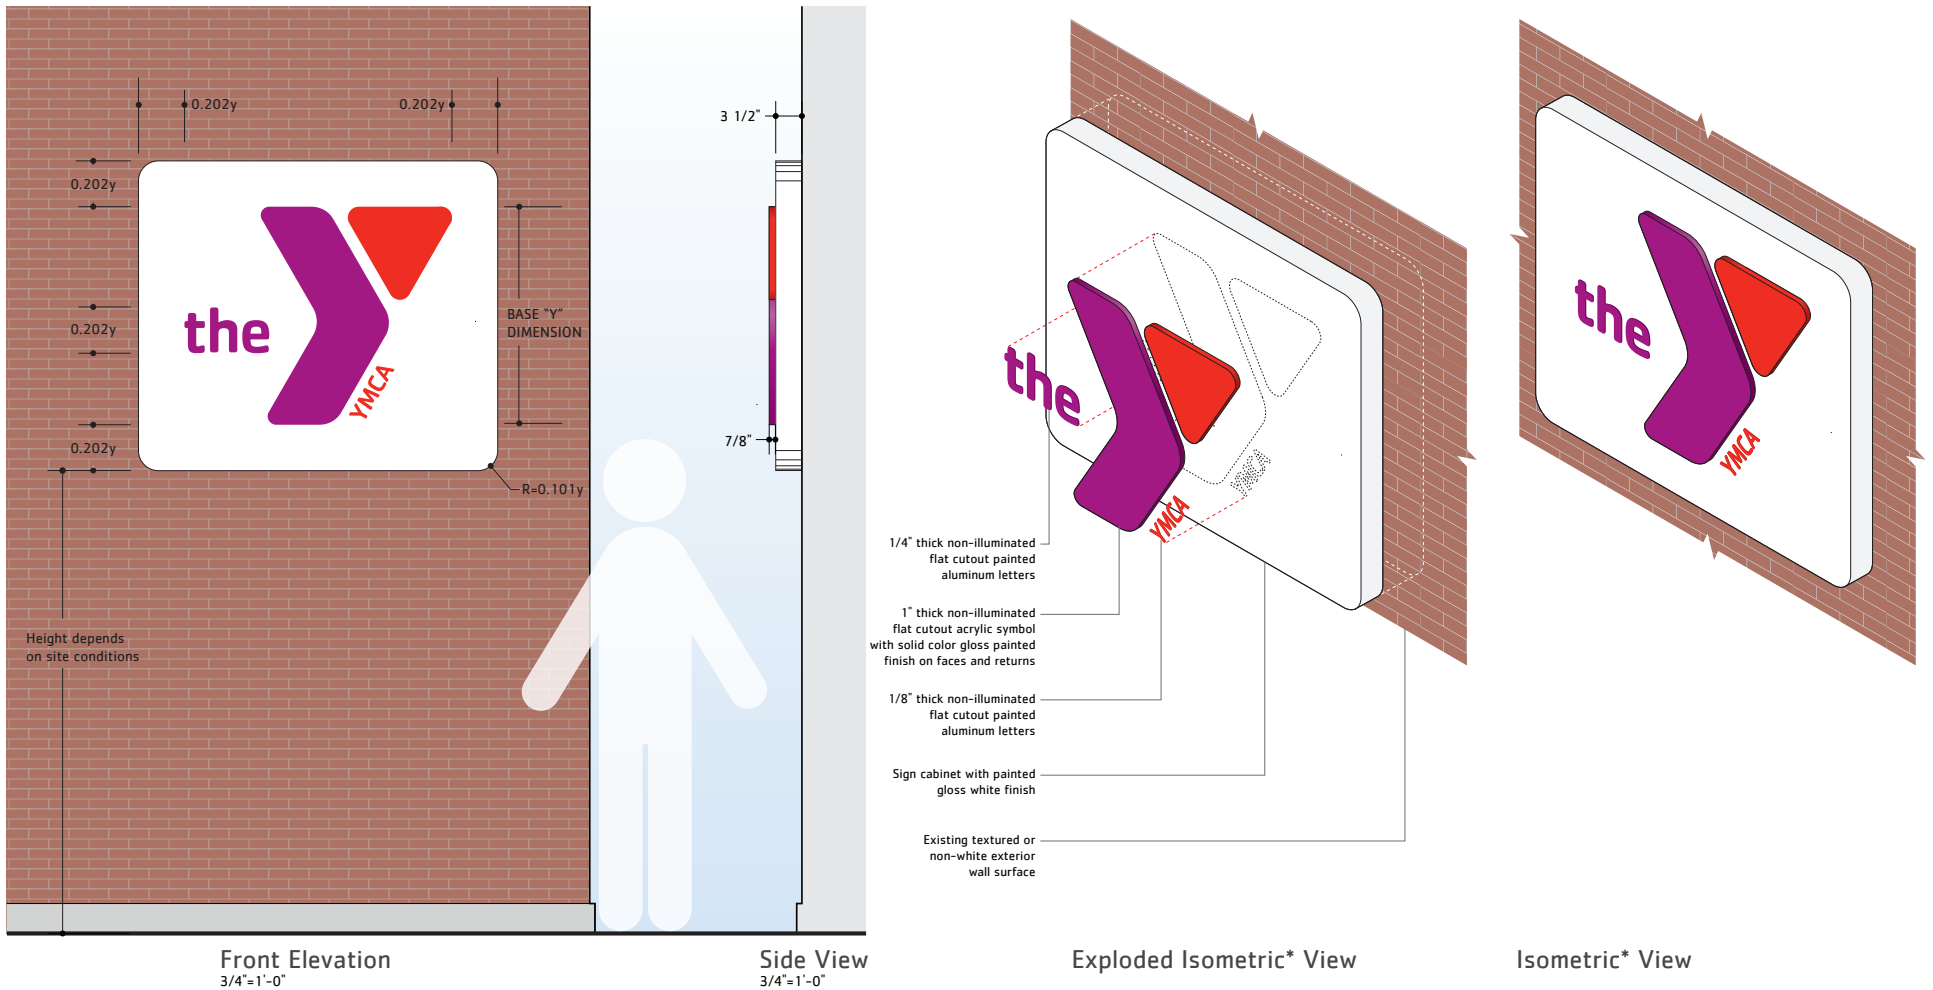 0.202y
0.202y
0.202y
0.202y
0.202y
the
YMCA
BASE "Y"
DIMENSION
R=0.101y
Height depends
on site conditions
Front Elevation
3/4"=1'-0"
3 1/2"
7/8"
Side View
3/4"=1'-0"
the
YMCA
YMCA
1/4" thick non-illuminated
flat cutout painted
aluminum letters
1" thick non-illuminated
flat cutout acrylic symbol
with solid color gloss painted
finish on faces and returns
1/8" thick non-illuminated
flat cutout painted
aluminum letters
Sign cabinet with painted
gloss white finish
Existing textured or
non-white exterior
wall surface
Exploded Isometric* View
the
YMCA
Isometric* View